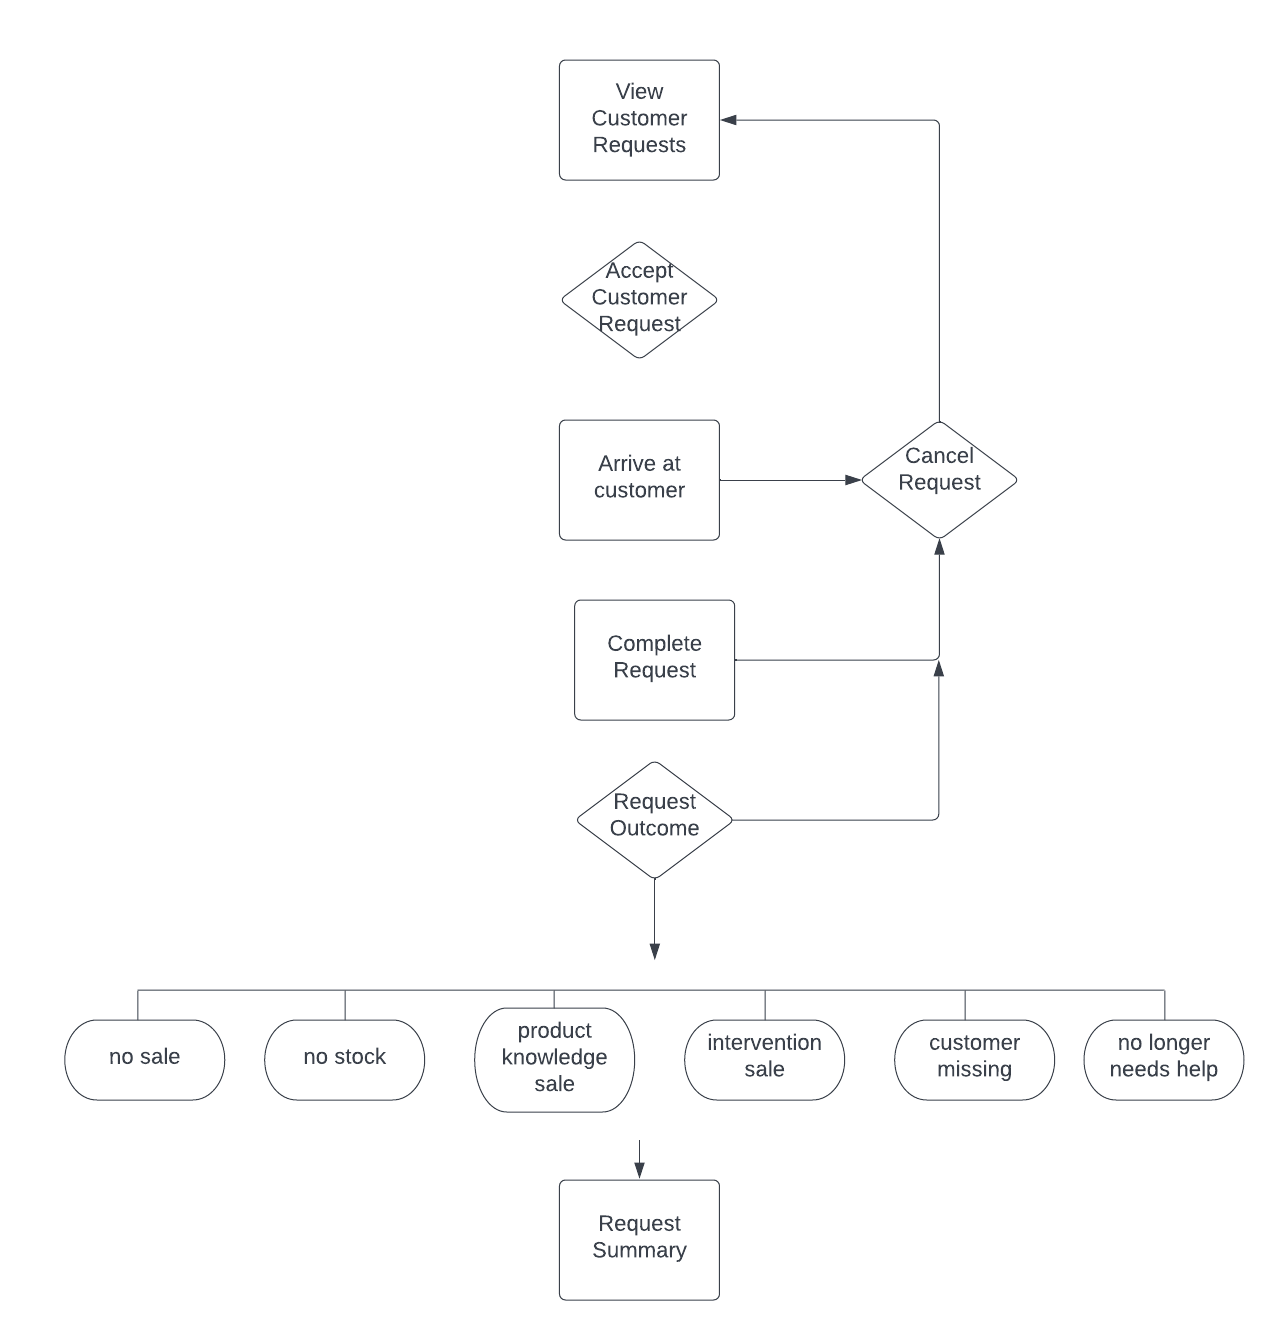 View
Customer
Requests
Accept
Customer
Request
Arrive at
customer
Cancel
Request
Complete
Request
Request
Outcome
no sale
no stock
product
knowledge
sale
intervention
sale
customer
missing
no longer
needs help
Request
Summary